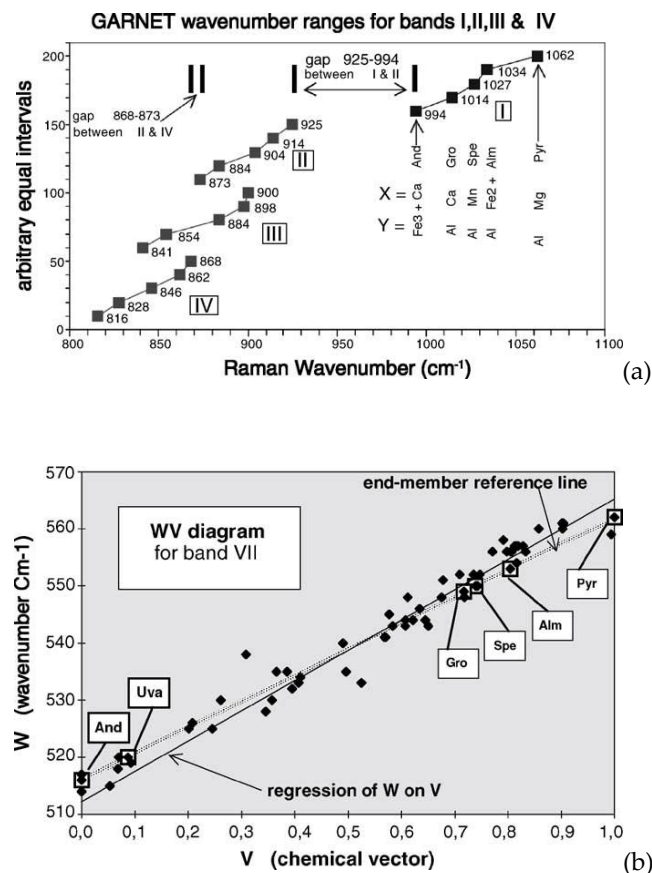 GARNET wavenumber ranges for bands I,II,III & IV
arbitrary equal intervals
200
150
100
50
0
gap 925-994
between I & II
gap 868-873
between II & IV
925
914
904
884
873
II
900
898
884
854
841
III
868
862
846
828
816
IV
1062
1034
1027
1014
994
I
X =
Y =
And
Fe3 + Ca
Gro
Al Ca
Spe
Al Mn
Alm
Al Fe2 +
Pyr
Al Mg
800 850 900 950 1000 1050 1100
Raman Wavenumber (cm-1)
(a)
W (wavenumber Cm-1)
570
560
550
540
530
520
510
WV diagram
for band VII
end-member reference line
Pyr
Alm
Spe
Gro
Uva
And
regression of W on V
0,0 0,1 0,2 0,3 0,4 0,5 0,6 0,7 0,8 0,9 1,0
V (chemical vector)
(b)